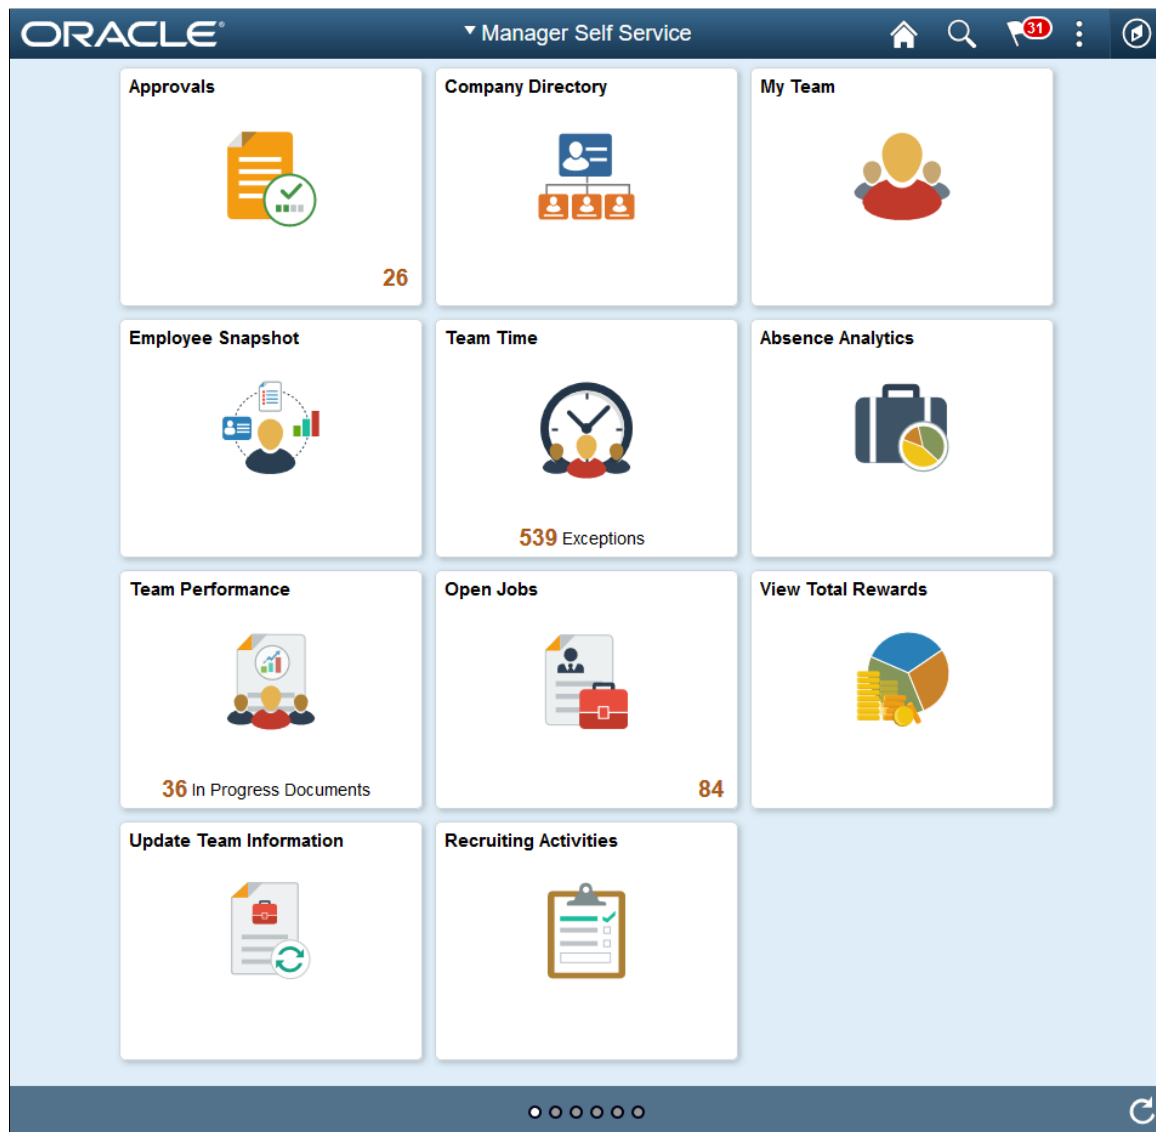 ORACLE®
Manager Self Service
31
Approvals
26
Company Directory
My Team
Employee Snapshot
Team Time
539 Exceptions
Absence Analytics
Team Performance
36 In Progress Documents
Open Jobs
84
View Total Rewards
Update Team Information
Recruiting Activities